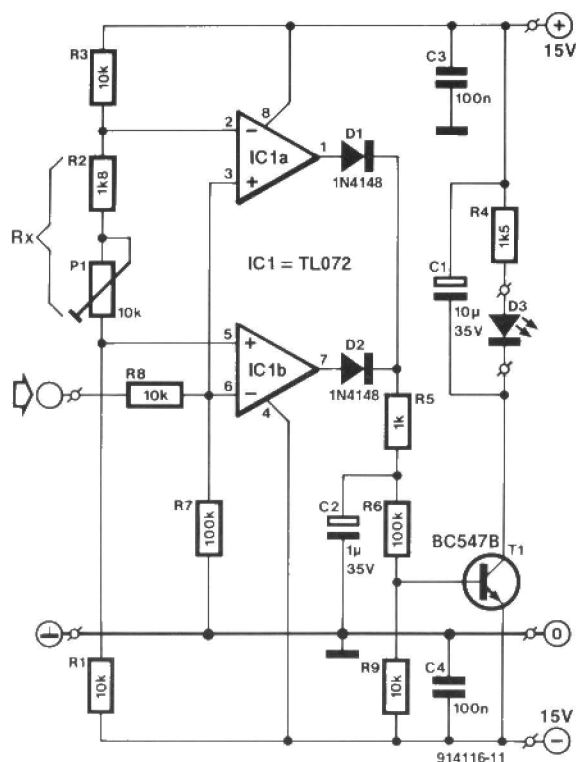 R3
10k
+
15V
C3
100n
8
2
−
IC1a
1
D1
3
+
1N4148
R2
1k8
Rx
P1
10k
IC1 = TL072
R4
1k5
C1
10µ
35V
D3
5
+
IC1b
7
D2
R8
10k
6
−
4
1N4148
R5
1k
R7
100k
C2
1µ
35V
R6
100k
BC547B
T1
⊥
0
R1
10k
R9
10k
C4
100n
15V
−
914116-11